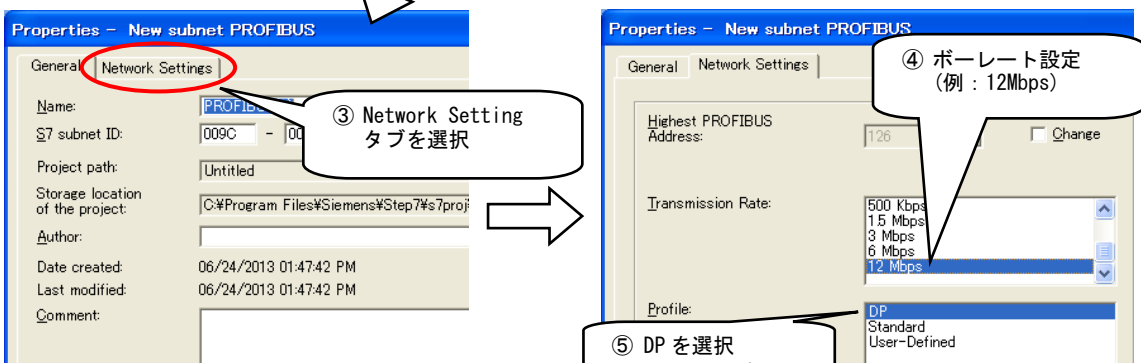 Properties - New subnet PROFIBUS
General
Network Settings
③ Network Setting
タブを選択
Name:
S7 subnet ID:
009C -
Project path:
Untitled
Storage location
of the project:
C:¥Program Files¥Siemens¥Step7¥s7proj
Author:
Date created:
06/24/2013 01:47:42 PM
Last modified:
06/24/2013 01:47:42 PM
Comment:
Properties - New subnet PROFIBUS
General
Network Settings
④ ボーレート設定
(例：12Mbps)
Highest PROFIBUS
Address:
126
Change
Transmission Rate:
500 Kbps
1.5 Mbps
3 Mbps
6 Mbps
12 Mbps
Profile:
DP
Standard
User-Defined
⑤ DP を選択